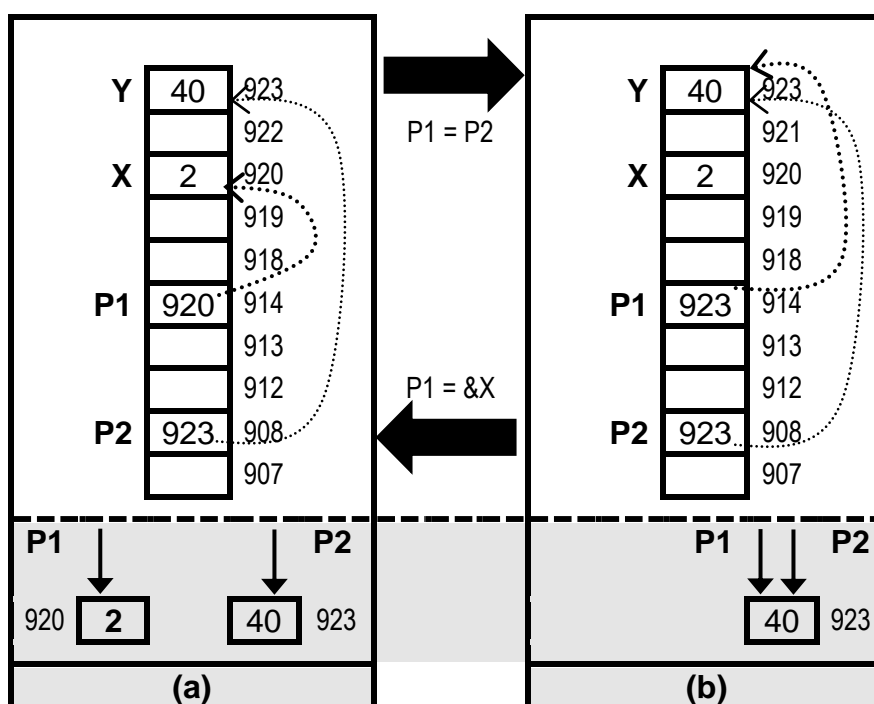 Y 40 923
922
X 2 920
919
918
P1 920 914
913
912
P2 923 908
907
P1 P2
920 2 40 923
(a)
P1 = P2
P1 = &X
Y 40 923
921
X 2 920
919
918
P1 923 914
913
912
P2 923 908
907
P1 P2
40 923
(b)